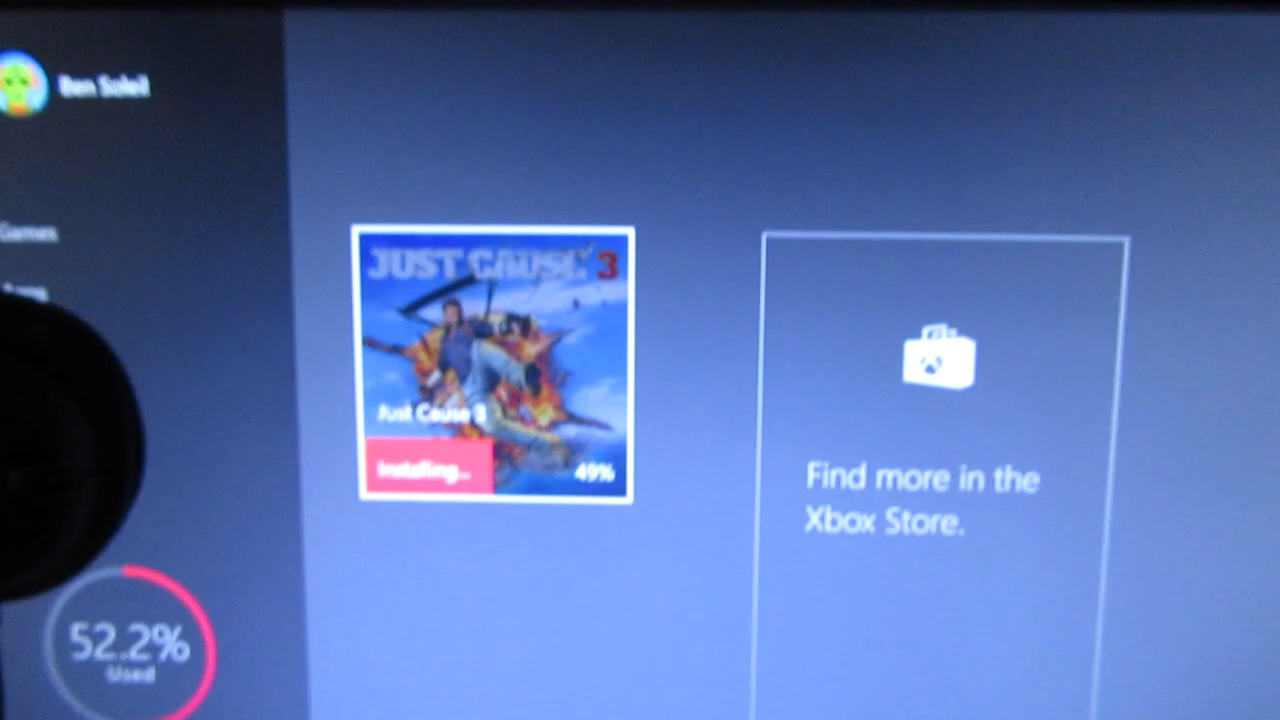 Ben Soleil
Games
Apps
JUST CAUSE 3
Just Cause 3
Installing...
49%
Find more in the
Xbox Store.
52.2%
Used